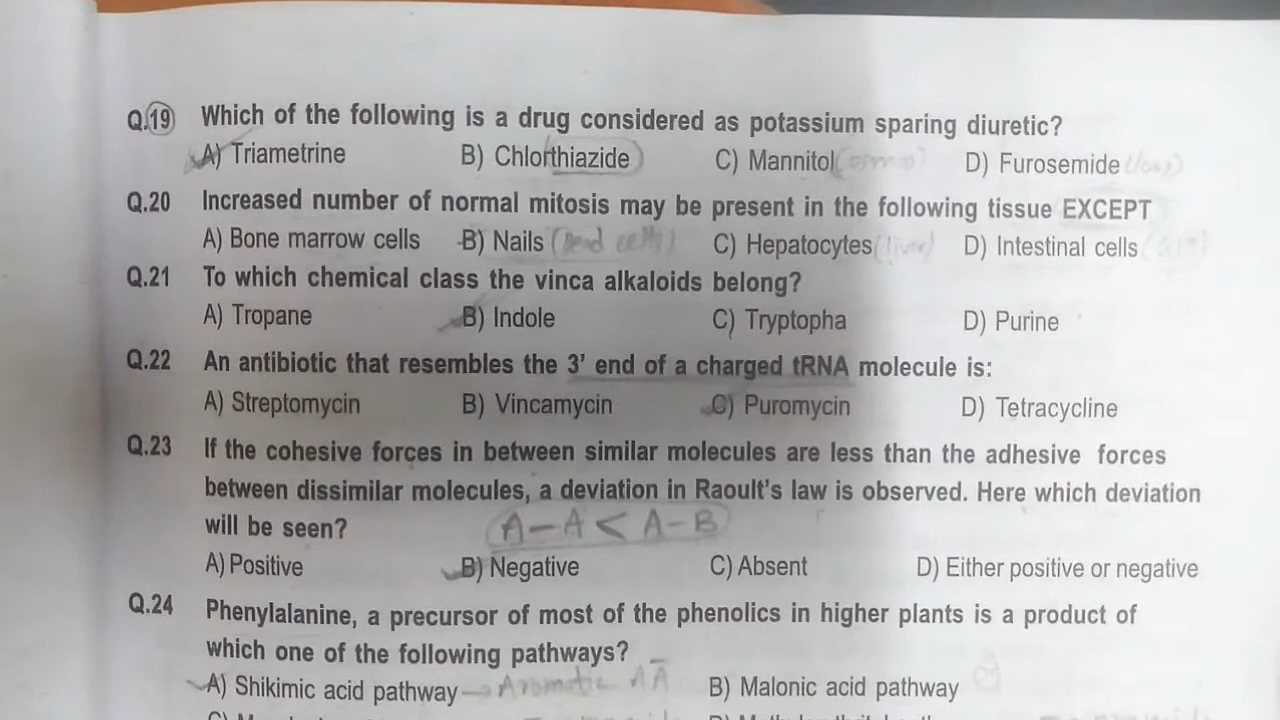 Q.19 Which of the following is a drug considered as potassium sparing diuretic?
A) Triametrine B) Chlorthiazide C) Mannitol D) Furosemide
Q.20 Increased number of normal mitosis may be present in the following tissue EXCEPT
A) Bone marrow cells B) Nails (Dead cells) C) Hepatocytes (liver) D) Intestinal cells
Q.21 To which chemical class the vinca alkaloids belong?
A) Tropane B) Indole C) Tryptopha D) Purine
Q.22 An antibiotic that resembles the 3' end of a charged tRNA molecule is:
A) Streptomycin B) Vincamycin C) Puromycin D) Tetracycline
Q.23 If the cohesive forces in between similar molecules are less than the adhesive forces
between dissimilar molecules, a deviation in Raoult's law is observed. Here which deviation
will be seen? A-A < A-B
A) Positive B) Negative C) Absent D) Either positive or negative
Q.24 Phenylalanine, a precursor of most of the phenolics in higher plants is a product of
which one of the following pathways?
A) Shikimic acid pathway → Aromatic AA B) Malonic acid pathway